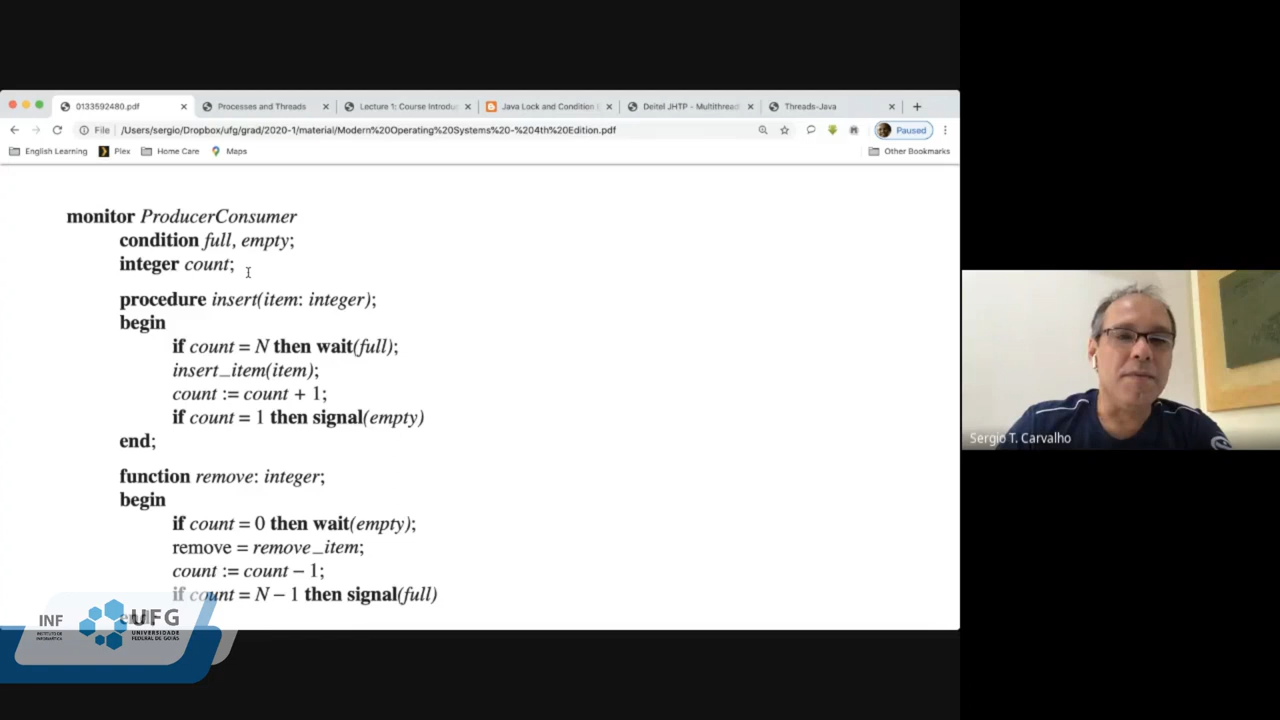 0133592480.pdf
Processes and Threads
Lecture 1: Course Introduc
Java Lock and Condition
Deitel JHTP - Multithread
Threads-Java
File
/Users/sergio/Dropbox/ufg/grad/2020-1/material/Modern%20Operating%20Systems%20-%204th%20Edition.pdf
Paused
English Learning
Plex
Home Care
Maps
Other Bookmarks
monitor ProducerConsumer
condition full, empty;
integer count;
procedure insert(item: integer);
begin
if count = N then wait(full);
insert_item(item);
count := count + 1;
if count = 1 then signal(empty)
end;
function remove: integer;
begin
if count = 0 then wait(empty);
remove = remove_item;
count := count − 1;
if count = N − 1 then signal(full)
Sergio T. Carvalho
INF
INSTITUTO DE
INFORMÁTICA
UFG
UNIVERSIDADE
FEDERAL DE GOIÁS